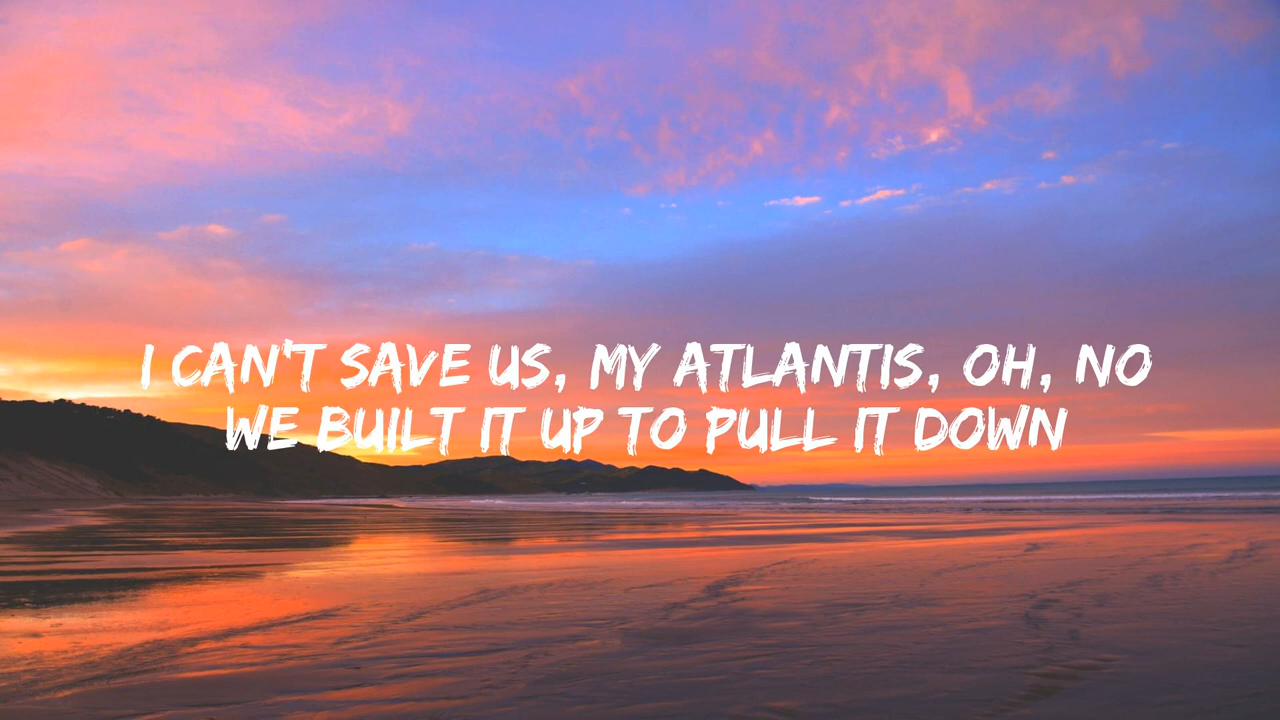 I CAN'T SAVE US, MY ATLANTIS, OH, NO
WE BUILT IT UP TO PULL IT DOWN